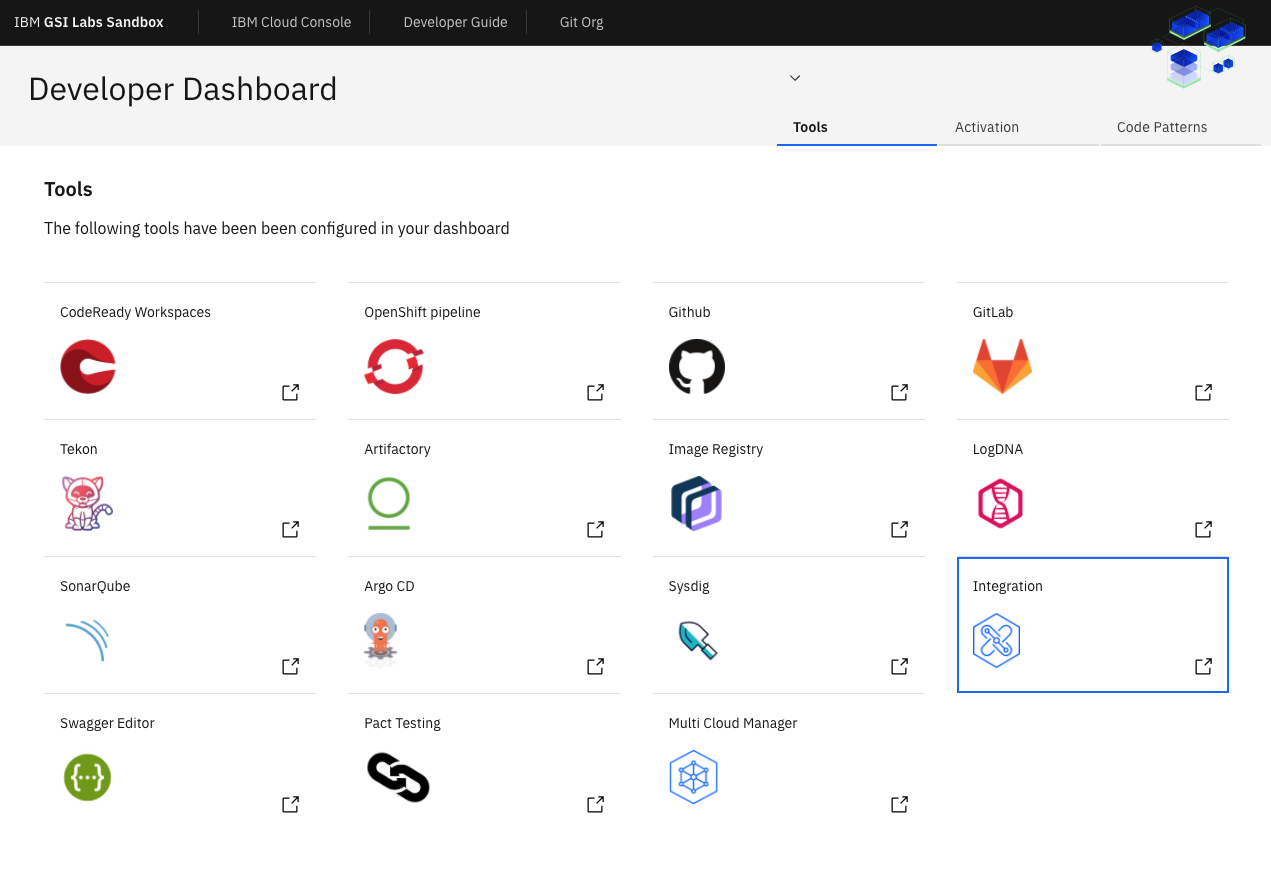 IBM GSI Labs Sandbox
IBM Cloud Console
Developer Guide
Git Org
Developer Dashboard
Tools
Activation
Code Patterns
Tools
The following tools have been been configured in your dashboard
CodeReady Workspaces
OpenShift pipeline
Github
GitLab
Tekon
Artifactory
Image Registry
LogDNA
SonarQube
Argo CD
Sysdig
Integration
Swagger Editor
Pact Testing
Multi Cloud Manager